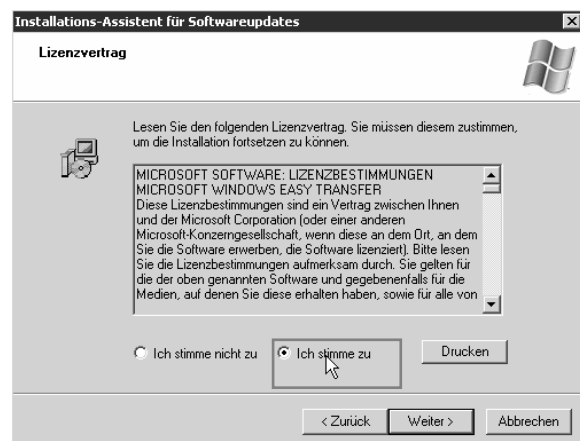 Installations-Assistent für Softwareupdates
Lizenzvertrag
Lesen Sie den folgenden Lizenzvertrag. Sie müssen diesem zustimmen,
um die Installation fortsetzen zu können.
MICROSOFT SOFTWARE: LIZENZBESTIMMUNGEN
MICROSOFT WINDOWS EASY TRANSFER
Diese Lizenzbestimmungen sind ein Vertrag zwischen Ihnen
und der Microsoft Corporation (oder einer anderen
Microsoft-Konzerngesellschaft, wenn diese an dem Ort, an dem
Sie die Software erwerben, die Software lizenziert). Bitte lesen
Sie die Lizenzbestimmungen aufmerksam durch. Sie gelten für
die der oben genannten Software und gegebenenfalls für die
Medien, auf denen Sie diese erhalten haben, sowie für alle von
Ich stimme nicht zu
Ich stimme zu
Drucken
< Zurück
Weiter >
Abbrechen